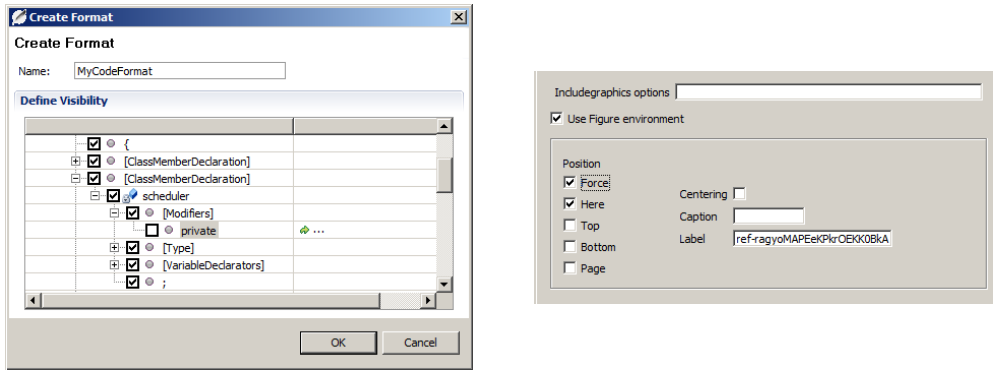 Create Format
Create Format
Name: MyCodeFormat
Define Visibility
{
[ClassMemberDeclaration]
[ClassMemberDeclaration]
scheduler
[Modifiers]
private ...
[Type]
[VariableDeclarators]
;
OK Cancel
Includegraphics options
Use Figure environment
Position
Force
Here
Top
Bottom
Page
Centering
Caption
Label ref-ragyoMAPEeKPkrOEKK0BkA